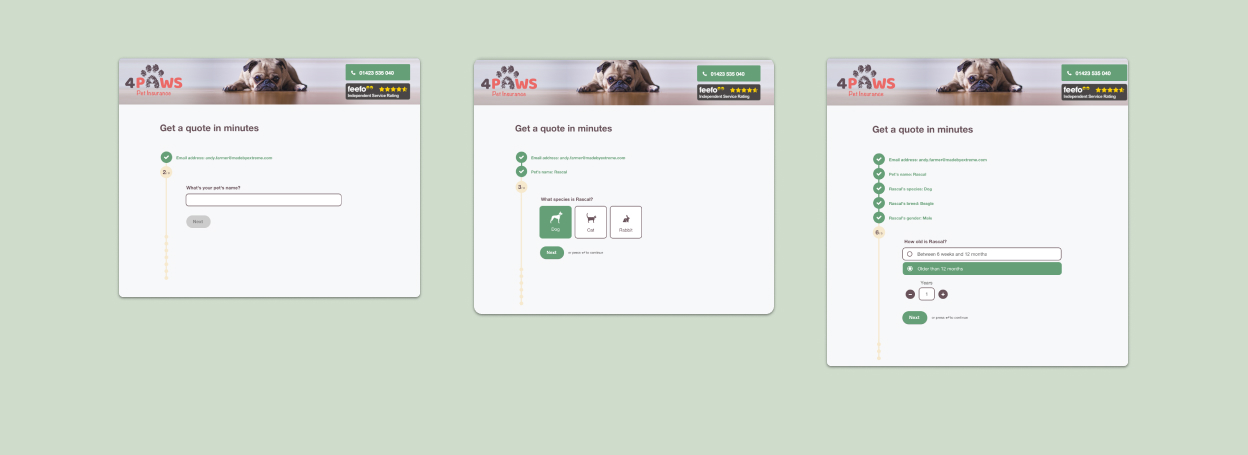 4PAWS
Pet Insurance
01423 535 040
feefo
Independent Service Rating
Get a quote in minutes
Email address: andy.farmer@madebyextreme.com
2
What's your pet's name?
Next
4PAWS
Pet Insurance
01423 535 040
feefo
Independent Service Rating
Get a quote in minutes
Email address: andy.farmer@madebyextreme.com
Pet's name: Rascal
3
What species is Rascal?
Dog
Cat
Rabbit
Next
or press ↵ to continue
4PAWS
Pet Insurance
01423 535 040
feefo
Independent Service Rating
Get a quote in minutes
Email address: andy.farmer@madebyextreme.com
Pet's name: Rascal
Rascal's species: Dog
Rascal's breed: Beagle
Rascal's gender: Male
6
How old is Rascal?
Between 6 weeks and 12 months
Older than 12 months
Years
1
Next
or press ↵ to continue